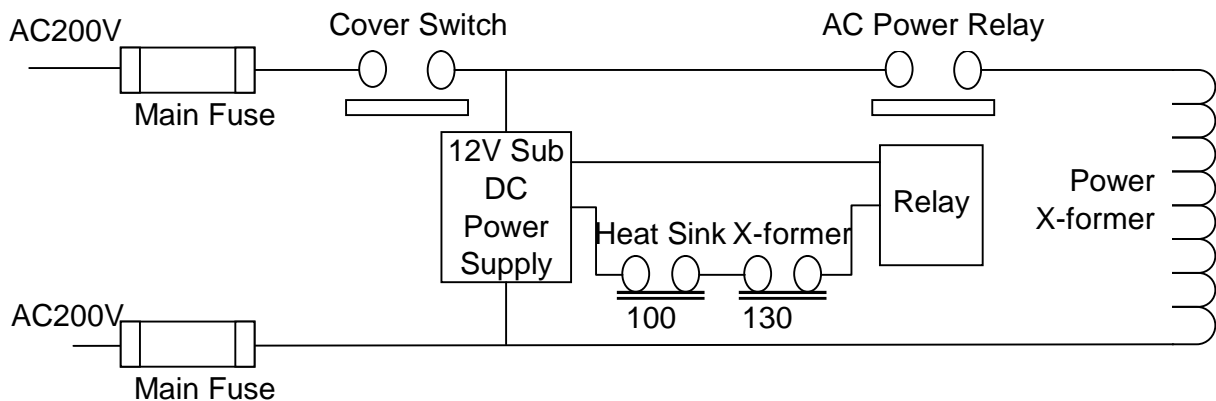 AC200V
Cover Switch
AC Power Relay
Main Fuse
12V Sub
DC
Power
Supply
Heat Sink
X-former
100
130
Relay
Power
X-former
AC200V
Main Fuse